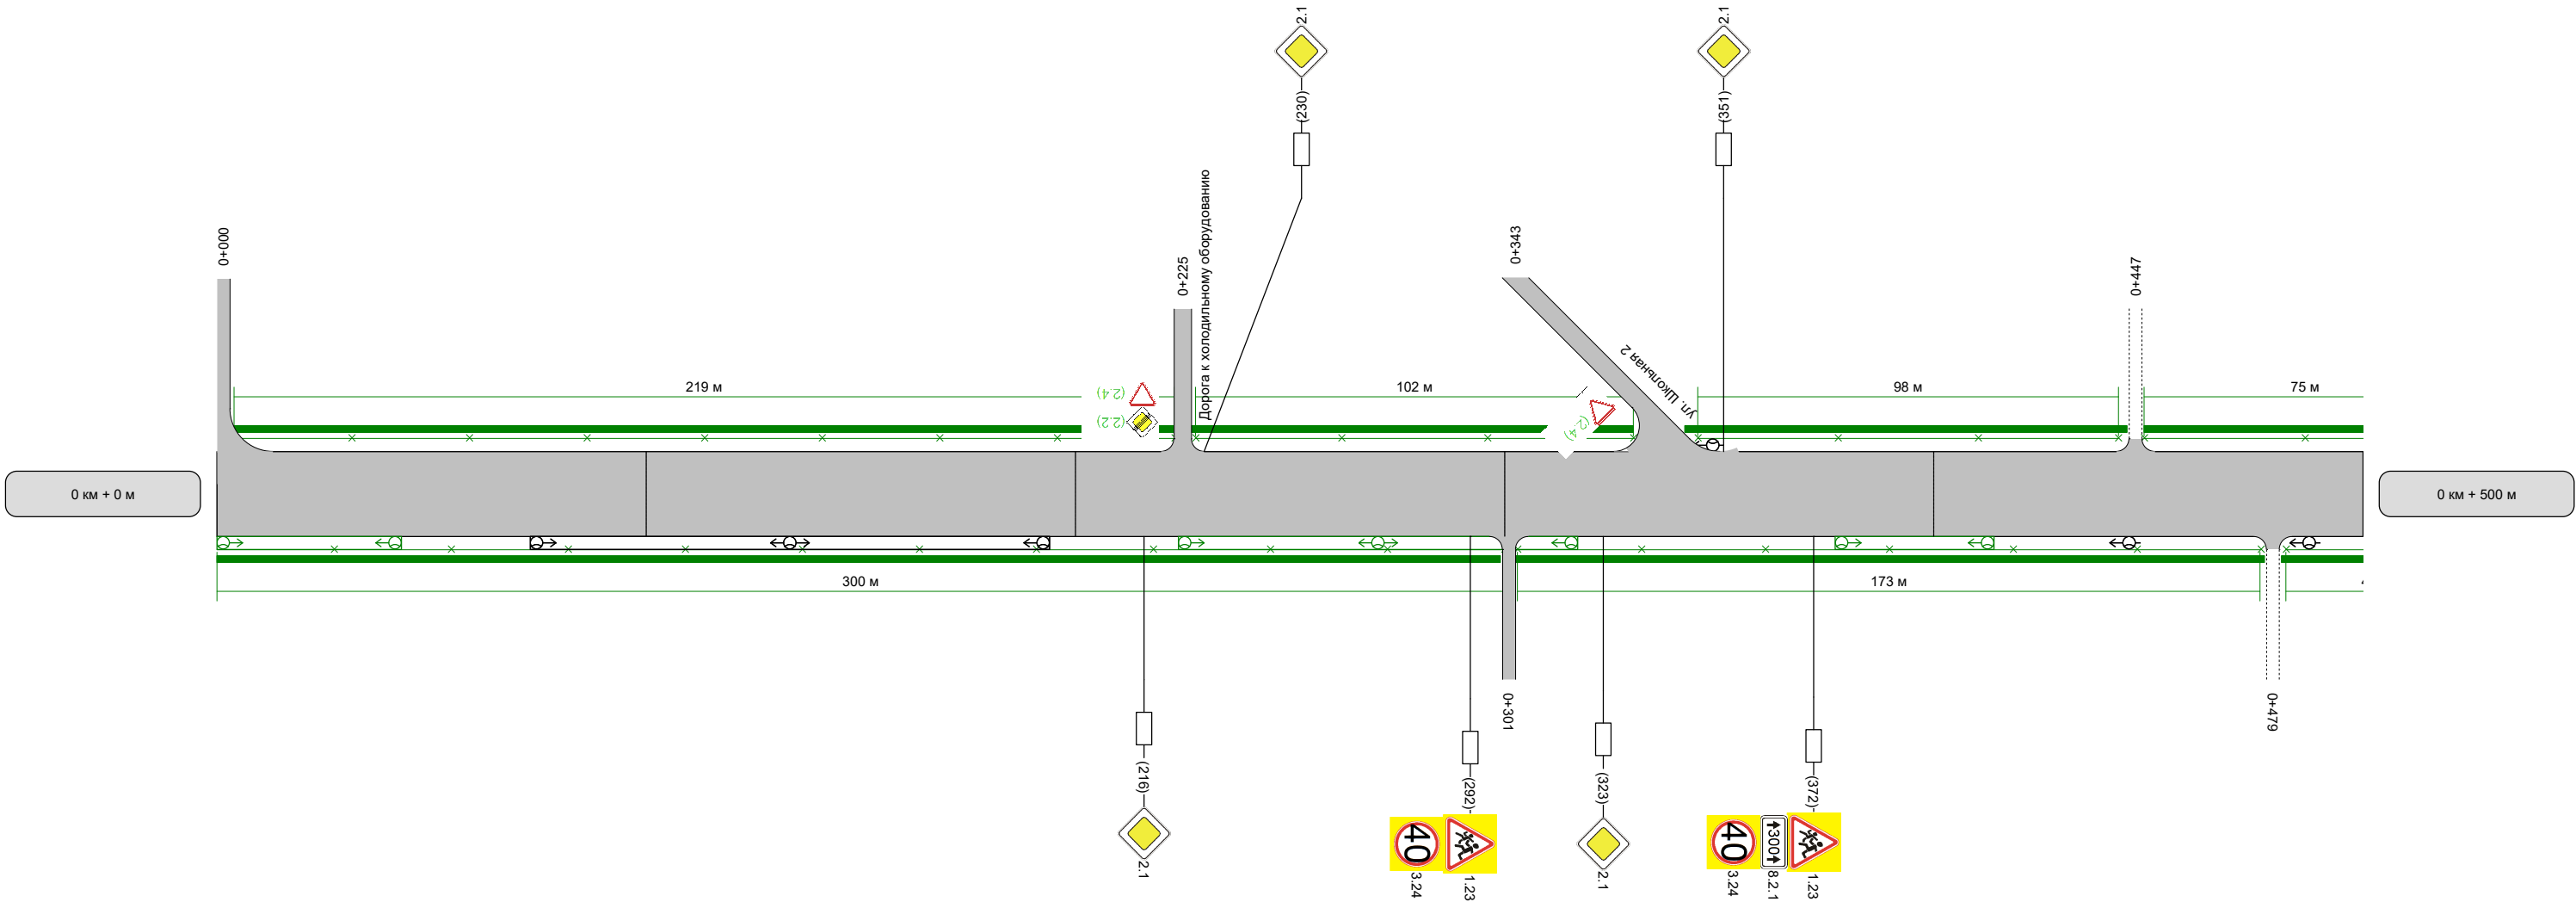 2.1
2.1
(230)
(351)
0+000
0+225
Дорога к холодильному оборудованию
0+343
0+447
219 м
(2.4)
(2.2)
102 м
(2.4)
ул. Школьная 2
98 м
75 м
0 км + 0 м
0 км + 500 м
300 м
173 м
0+301
0+479
(216)
2.1
(292)
40
3.24
1.23
(323)
2.1
(372)
40
300
3.24
8.2.1
1.23